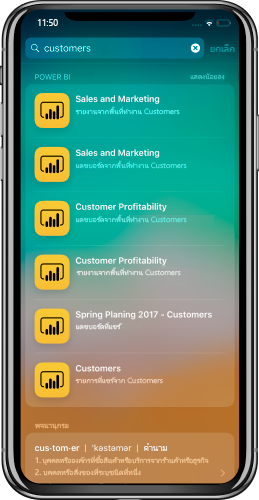 11:50
customers
ยกเลิก
POWER BI
แสดงน้อยลง
Sales and Marketing
รายงานจากพื้นที่ทำงาน Customers
Sales and Marketing
แดชบอร์ดจากพื้นที่ทำงาน Customers
Customer Profitability
แดชบอร์ดจากพื้นที่ทำงาน Customers
Customer Profitability
รายงานจากพื้นที่ทำงาน Customers
Spring Planing 2017 - Customers
แดชบอร์ดที่แชร์
Customers
รายการที่แชร์จาก Customers
พจนานุกรม
cus·tom·er | ˈkəstəmər | คำนาม
1. บุคคลหรือองค์กรที่ซื้อสินค้าหรือบริการจากร้านค้าหรือธุรกิจ
2. บุคคลหรือสิ่งของที่ระบุชนิดที่หนึ่ง